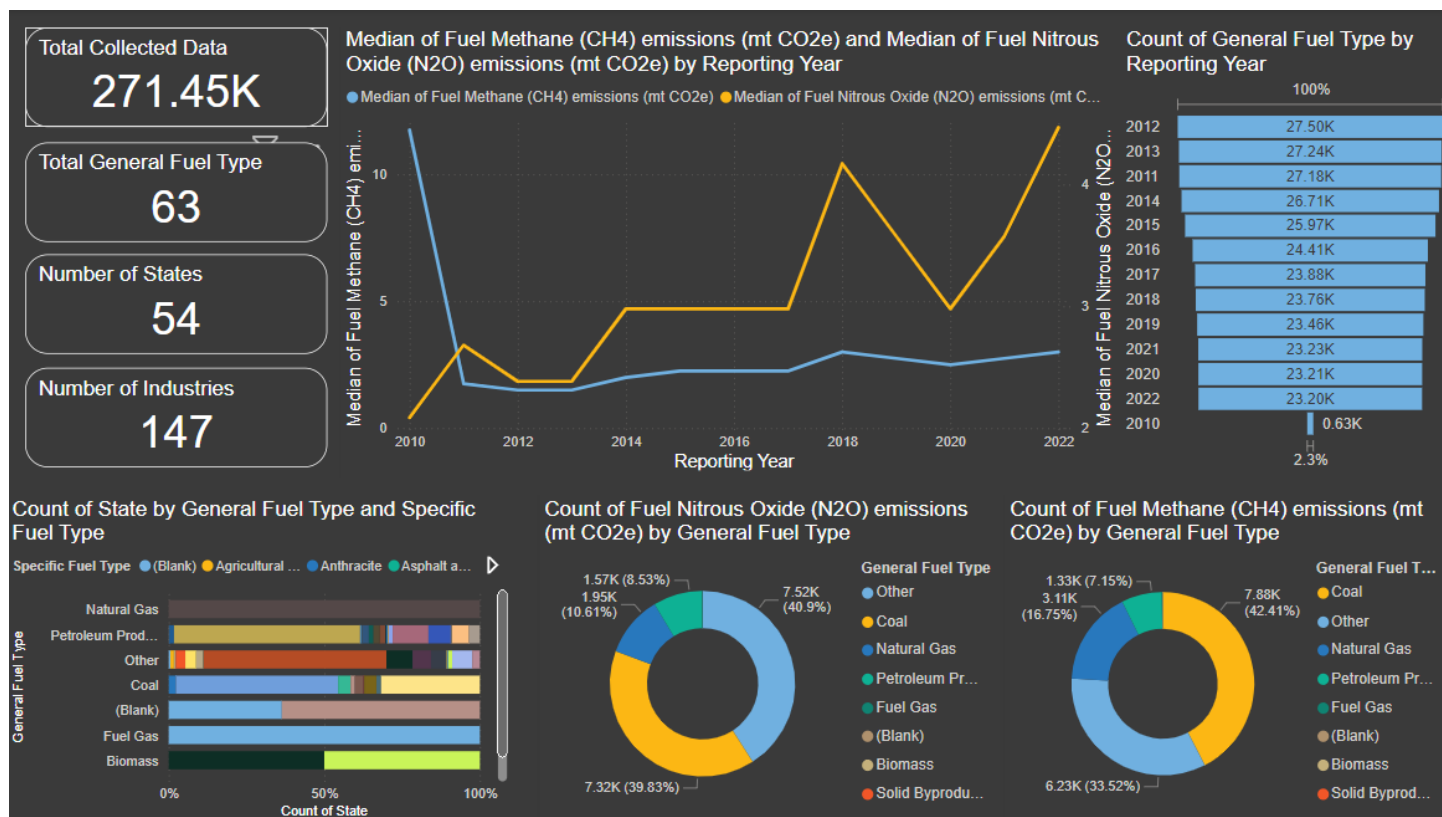 Total Collected Data
271.45K
Total General Fuel Type
63
Number of States
54
Number of Industries
147
Median of Fuel Methane (CH4) emissions (mt CO2e) and Median of Fuel Nitrous
Oxide (N2O) emissions (mt CO2e) by Reporting Year
Median of Fuel Methane (CH4) emissions (mt CO2e) Median of Fuel Nitrous Oxide (N2O) emissions (mt C...
Median of Fuel Methane (CH4) emi...
10
5
0
2010 2012 2014 2016 2018 2020 2022
Reporting Year
4
3
2
Median of Fuel Nitrous Oxide (N2O...
Count of General Fuel Type by
Reporting Year
100%
2012 27.50K
2013 27.24K
2011 27.18K
2014 26.71K
2015 25.97K
2016 24.41K
2017 23.88K
2018 23.76K
2019 23.46K
2021 23.23K
2020 23.21K
2022 23.20K
2010 0.63K
2.3%
Count of State by General Fuel Type and Specific
Fuel Type
Specific Fuel Type (Blank) Agricultural ... Anthracite Asphalt a...
General Fuel Type
Natural Gas
Petroleum Prod...
Other
Coal
(Blank)
Fuel Gas
Biomass
0% 50% 100%
Count of State
Count of Fuel Nitrous Oxide (N2O) emissions
(mt CO2e) by General Fuel Type
1.57K (8.53%)
1.95K
(10.61%)
7.52K
(40.9%)
7.32K (39.83%)
General Fuel Type
Other
Coal
Natural Gas
Petroleum Pr...
Fuel Gas
(Blank)
Biomass
Solid Byprodu...
Count of Fuel Methane (CH4) emissions (mt
CO2e) by General Fuel Type
1.33K (7.15%)
3.11K
(16.75%)
7.88K
(42.41%)
6.23K (33.52%)
General Fuel T...
Coal
Other
Natural Gas
Petroleum Pr...
Fuel Gas
(Blank)
Biomass
Solid Byprod...